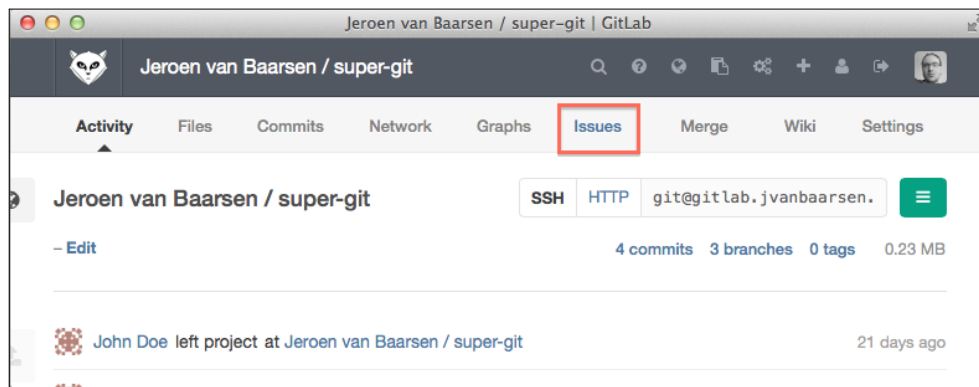 Jeroen van Baarsen / super-git | GitLab
Jeroen van Baarsen / super-git
Activity Files Commits Network Graphs Issues Merge Wiki Settings
Jeroen van Baarsen / super-git SSH HTTP git@gitlab.jvanbaarsen.
– Edit 4 commits 3 branches 0 tags 0.23 MB
John Doe left project at Jeroen van Baarsen / super-git 21 days ago